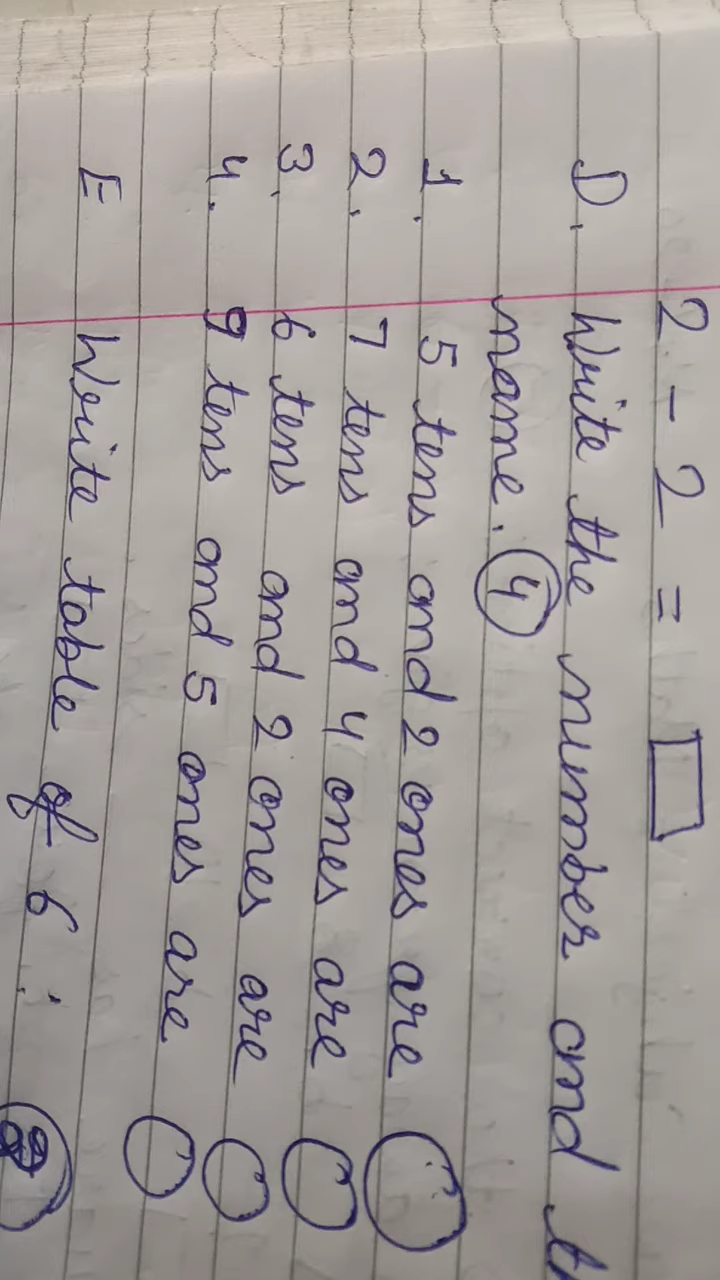 2 - 2 =
D. Write the number and
name. 4
1. 5 tens and 2 ones are
2. 7 tens and 4 ones are
3. 6 tens and 2 ones are
4. 9 tens and 5 ones are
E Write table of 6 :